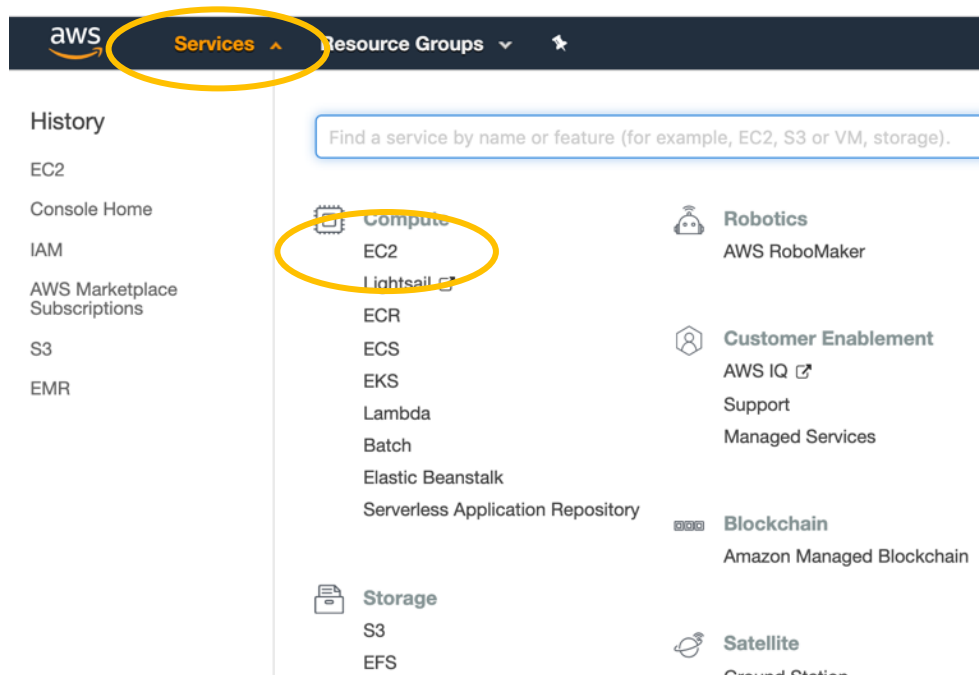 aws
Services
Resource Groups
History
EC2
Console Home
IAM
AWS Marketplace
Subscriptions
S3
EMR
Find a service by name or feature (for example, EC2, S3 or VM, storage).
Compute
EC2
Lightsail
ECR
ECS
EKS
Lambda
Batch
Elastic Beanstalk
Serverless Application Repository
Storage
S3
EFS
Robotics
AWS RoboMaker
Customer Enablement
AWS IQ
Support
Managed Services
Blockchain
Amazon Managed Blockchain
Satellite
Ground Station